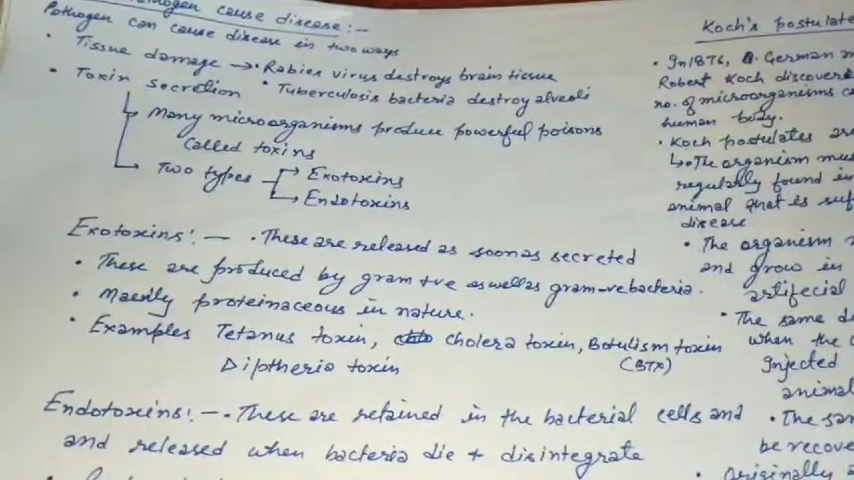 cause disease:-
Pathogen can cause disease in two ways
• Tissue damage → • Rabies virus destroys brain tissue
• Tuberculosis bacteria destroy alveoli
• Toxin secretion
Many microorganisms produce powerful poisons
called toxins
Two types → Exotoxins
→ Endotoxins
Exotoxins:— • These are released as soon as secreted
• These are produced by gram +ve as well as gram -ve bacteria.
• Mainly proteinaceous in nature.
• Examples Tetanus toxin, cholera toxin, Botulism toxin
(BTX)
Diptheria toxin
Endotoxins:— • These are retained in the bacterial cells and
and released when bacteria die + disintegrate
Koch's postulate
• In 1876, a German
Robert Koch discovere
no. of microorganisms c
human body.
• Koch postulates are
↳ • The organism mus
regularly found in
animal that is suf
disease
• The organism
and grow in
artifecial
• The same
when the
Injected
animal
• The sa
be recove
• Originally